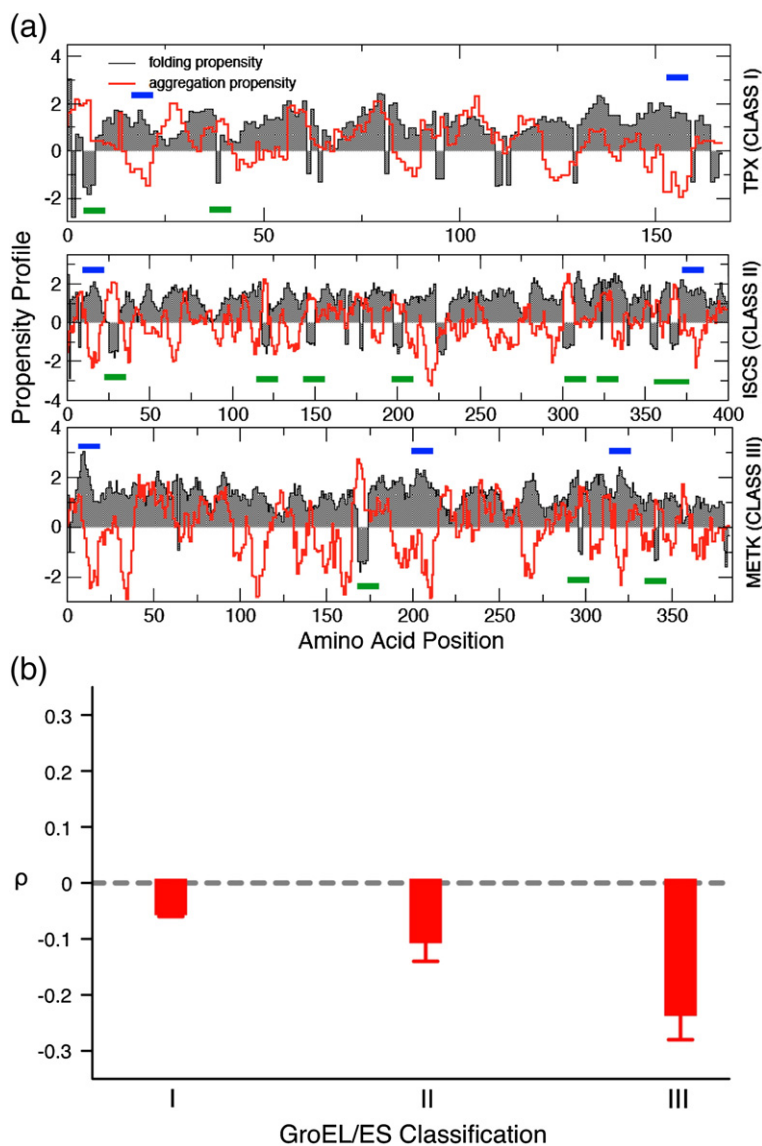 (a)
4
2
0
-2
folding propensity
aggregation propensity
TPX (CLASS I)
0 50 100 150
4
2
0
-2
-4
ISCS (CLASS II)
0 50 100 150 200 250 300 350 400
4
2
0
-2
METK (CLASS III)
0 50 100 150 200 250 300 350
Propensity Profile
Amino Acid Position
(b)
0.3
0.2
0.1
0
-0.1
-0.2
-0.3
ρ
I II III
GroEL/ES Classification